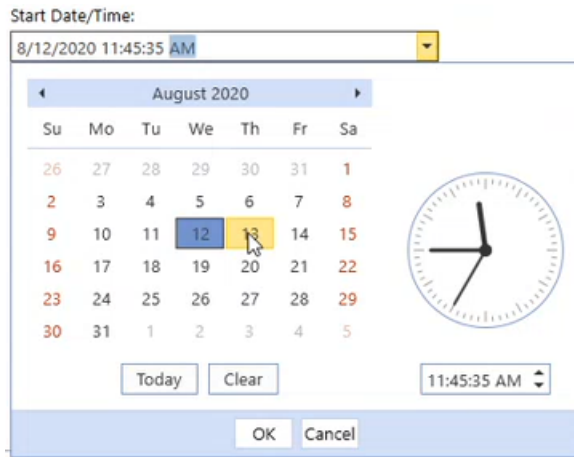 Start Date/Time:
8/12/2020 11:45:35 AM
August 2020
Su Mo Tu We Th Fr Sa
26 27 28 29 30 31 1
2 3 4 5 6 7 8
9 10 11 12 13 14 15
16 17 18 19 20 21 22
23 24 25 26 27 28 29
30 31 1 2 3 4 5
Today Clear
11:45:35 AM
OK Cancel